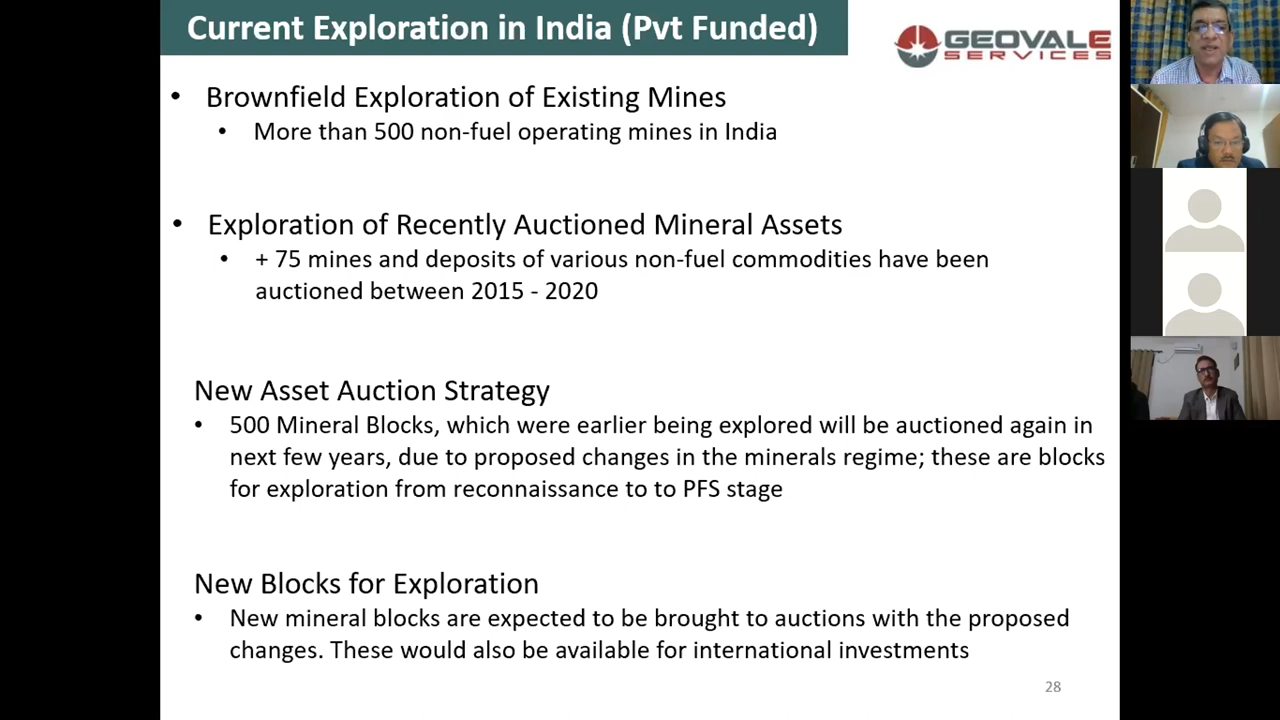 Current Exploration in India (Pvt Funded)
GEOVALE
SERVICES
• Brownfield Exploration of Existing Mines
• More than 500 non-fuel operating mines in India
• Exploration of Recently Auctioned Mineral Assets
• + 75 mines and deposits of various non-fuel commodities have been
auctioned between 2015 - 2020
New Asset Auction Strategy
• 500 Mineral Blocks, which were earlier being explored will be auctioned again in
next few years, due to proposed changes in the minerals regime; these are blocks
for exploration from reconnaissance to to PFS stage
New Blocks for Exploration
• New mineral blocks are expected to be brought to auctions with the proposed
changes. These would also be available for international investments
28